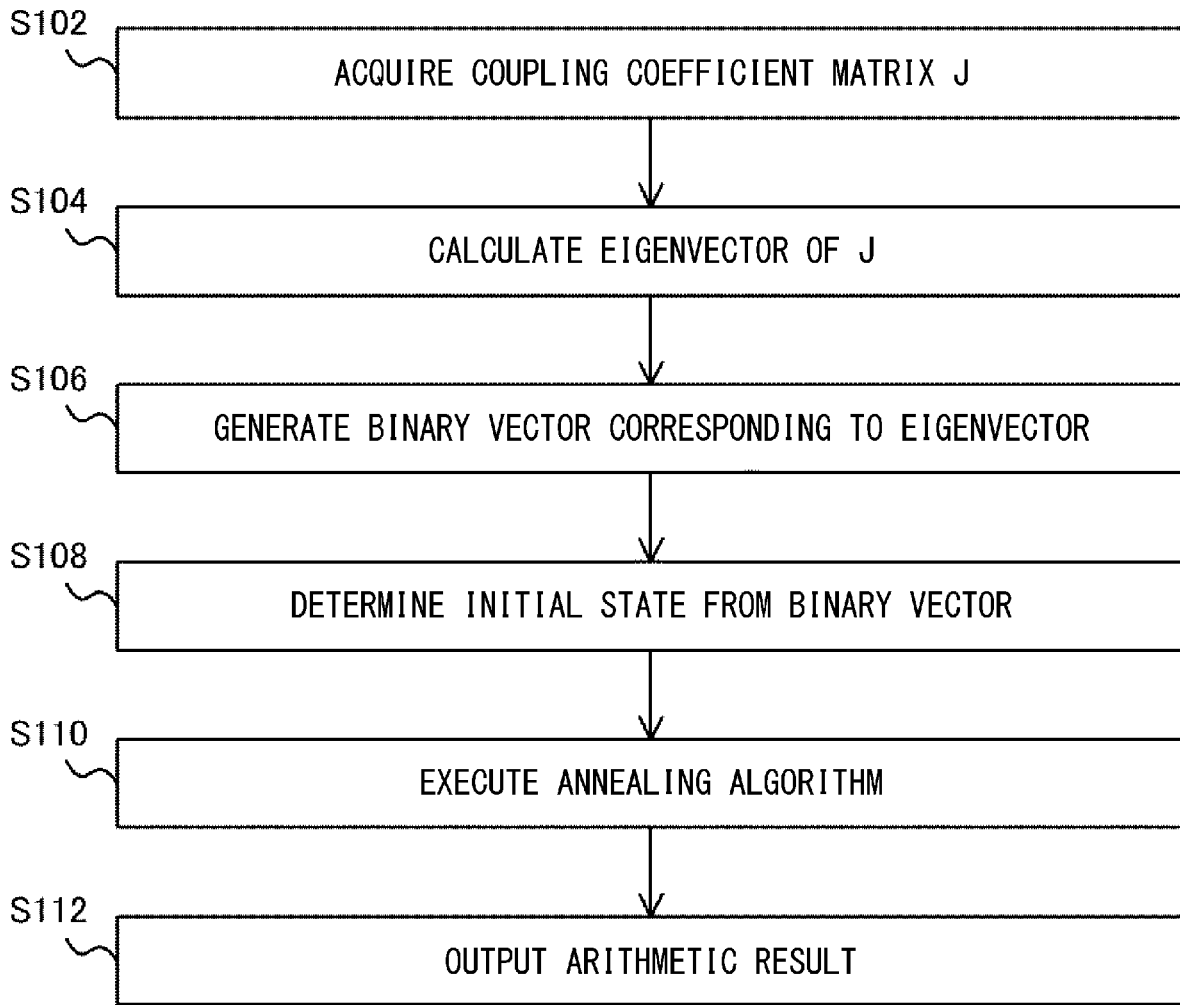 S102
ACQUIRE COUPLING COEFFICIENT MATRIX J
S104
CALCULATE EIGENVECTOR OF J
S106
GENERATE BINARY VECTOR CORRESPONDING TO EIGENVECTOR
S108
DETERMINE INITIAL STATE FROM BINARY VECTOR
S110
EXECUTE ANNEALING ALGORITHM
S112
OUTPUT ARITHMETIC RESULT